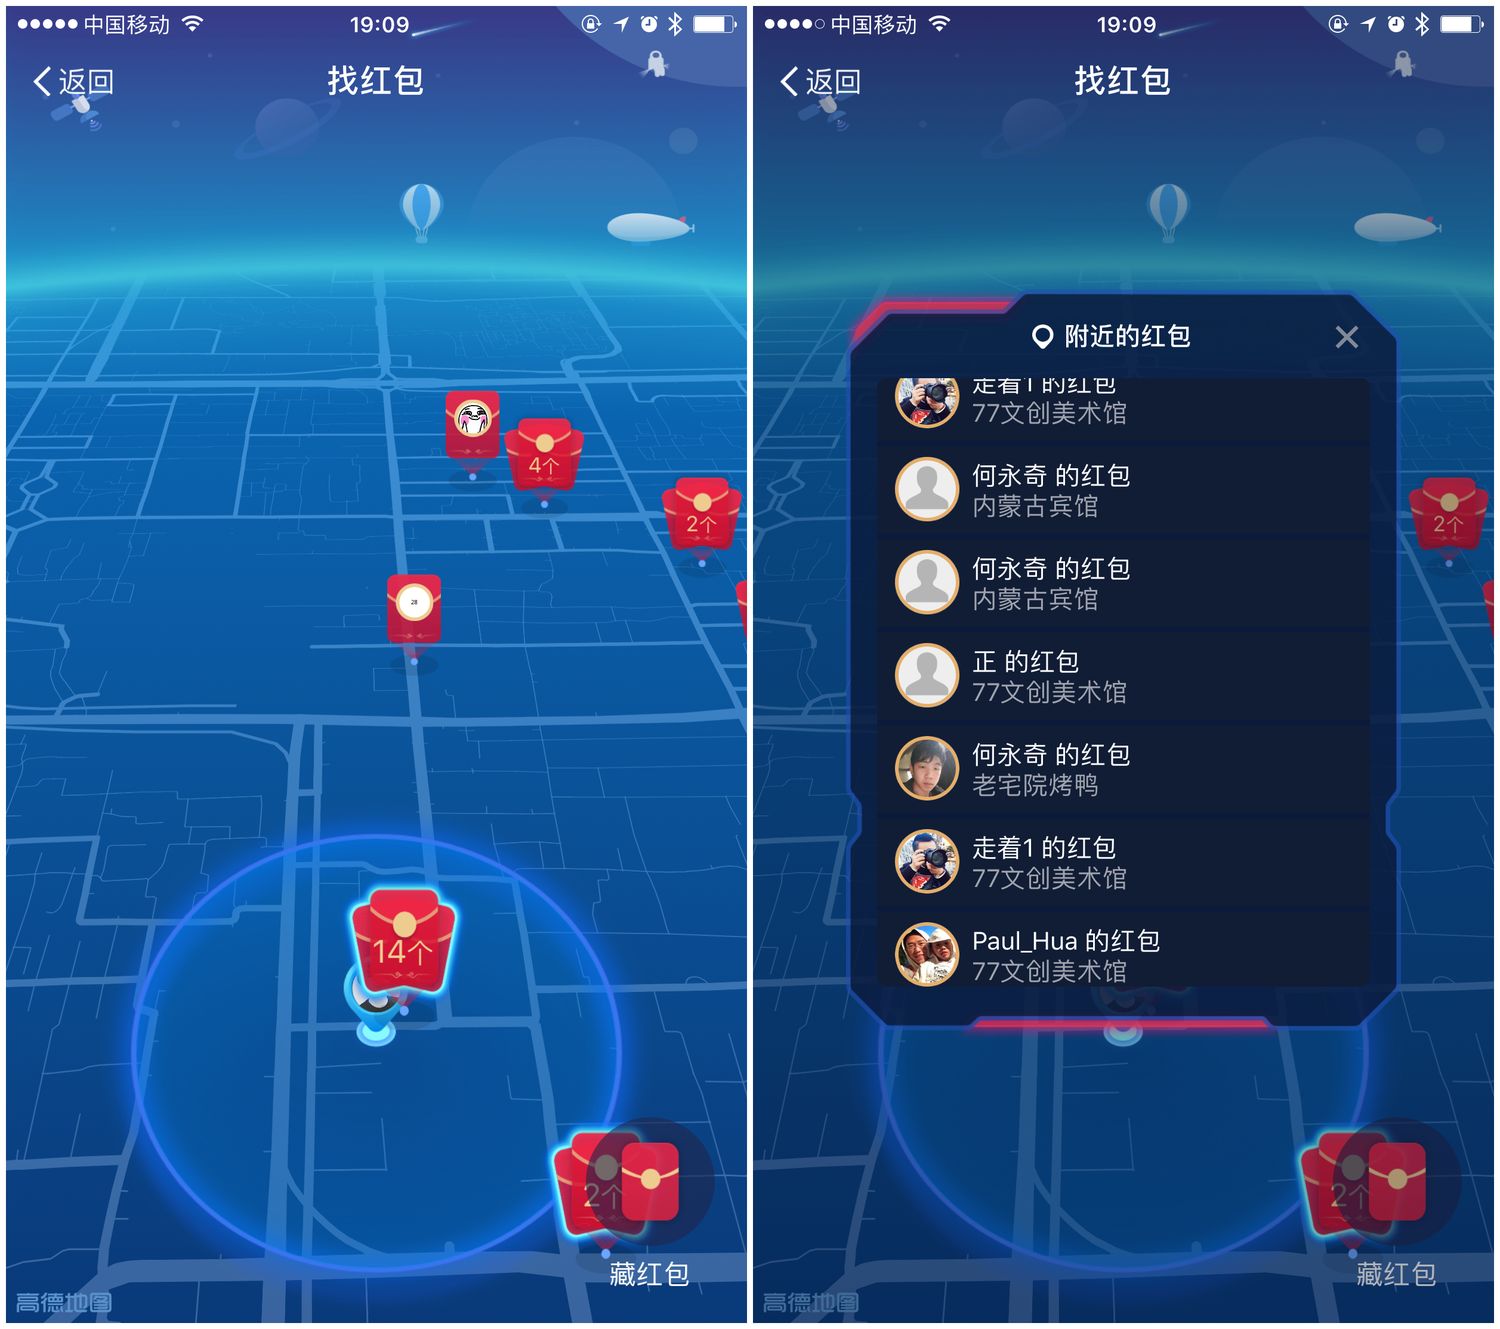 中国移动
19:09
返回
找红包
4个
2个
28
14个
2个
藏红包
高德地图
中国移动
19:09
返回
找红包
附近的红包
走着1 的红包
77文创美术馆
何永奇 的红包
内蒙古宾馆
何永奇 的红包
内蒙古宾馆
正 的红包
77文创美术馆
何永奇 的红包
老宅院烤鸭
走着1 的红包
77文创美术馆
Paul_Hua 的红包
77文创美术馆
2个
2个
藏红包
高德地图